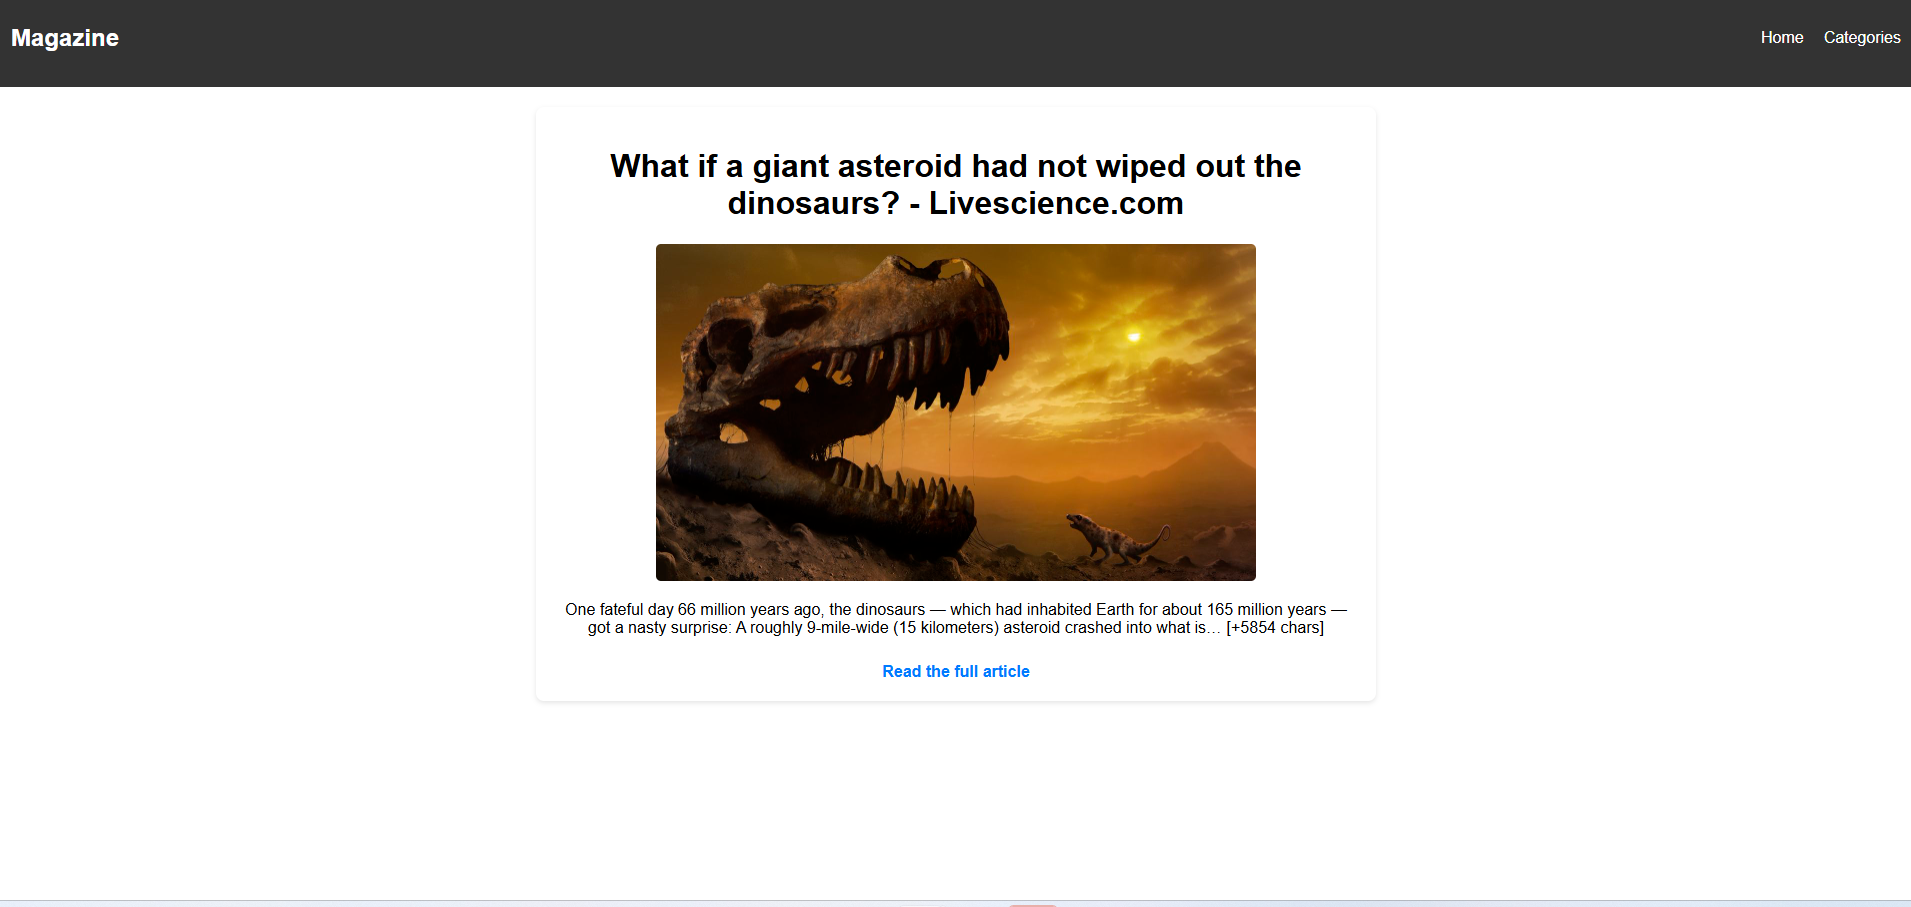 Magazine
Home
Categories
What if a giant asteroid had not wiped out the
dinosaurs? - Livescience.com
One fateful day 66 million years ago, the dinosaurs — which had inhabited Earth for about 165 million years —
got a nasty surprise: A roughly 9-mile-wide (15 kilometers) asteroid crashed into what is… [+5854 chars]
Read the full article